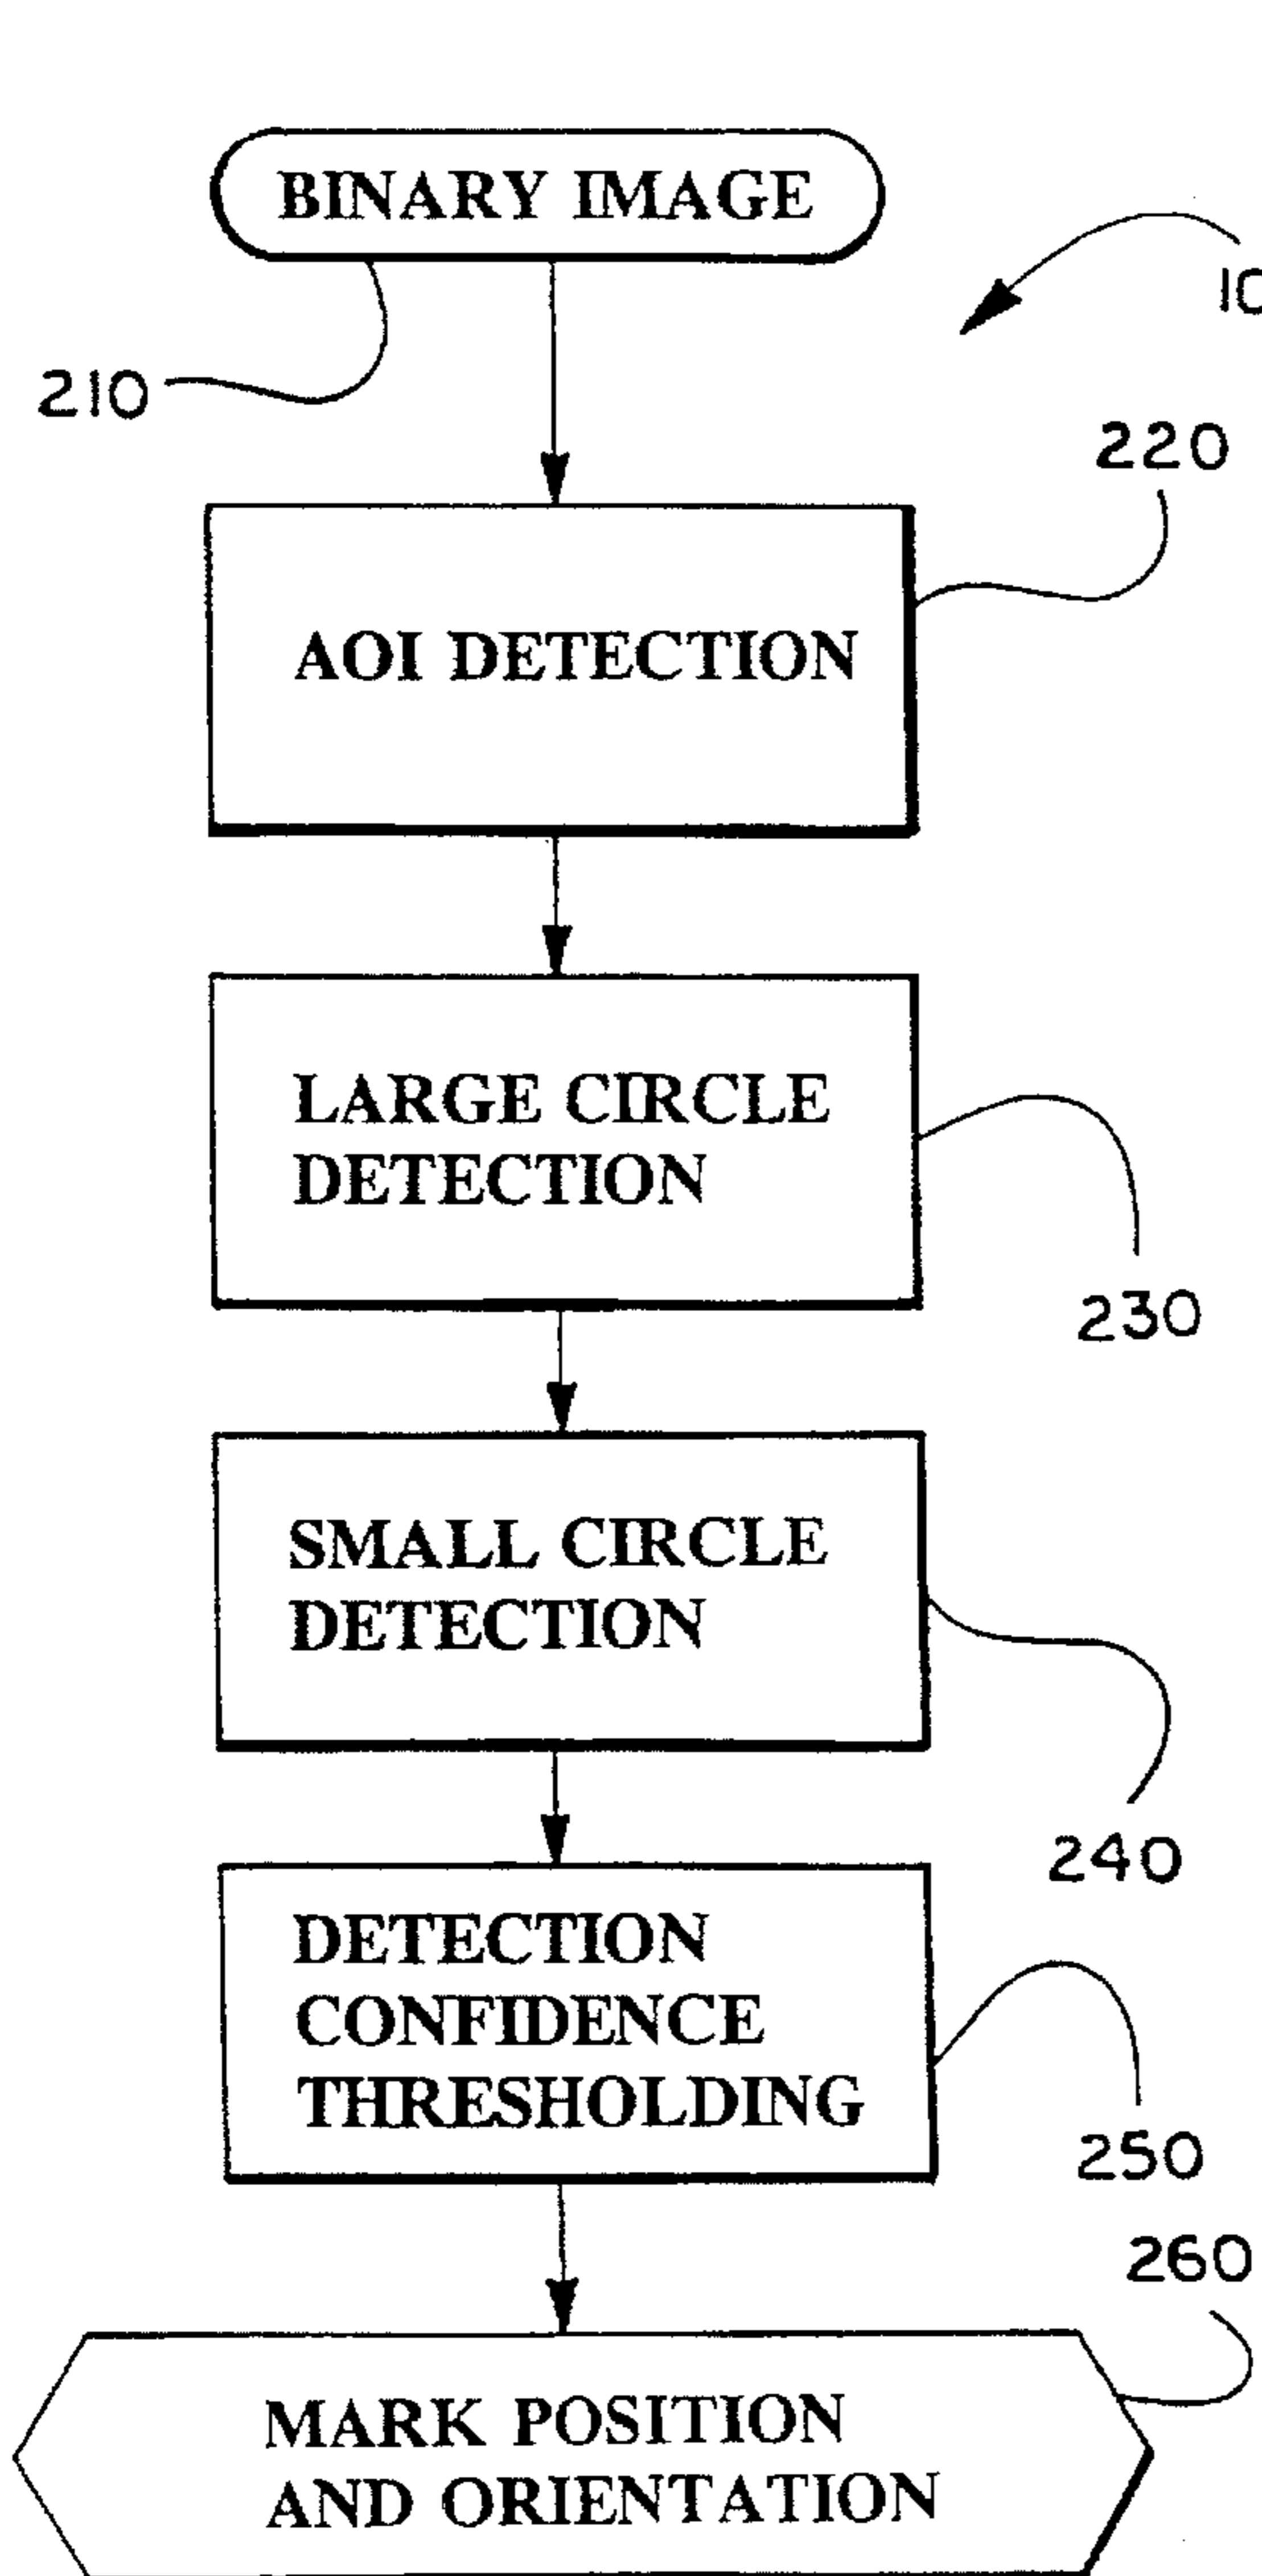 BINARY IMAGE
210
220
AOI DETECTION
LARGE CIRCLE
DETECTION
230
SMALL CIRCLE
DETECTION
240
DETECTION
CONFIDENCE
THRESHOLDING
250
260
MARK POSITION
AND ORIENTATION